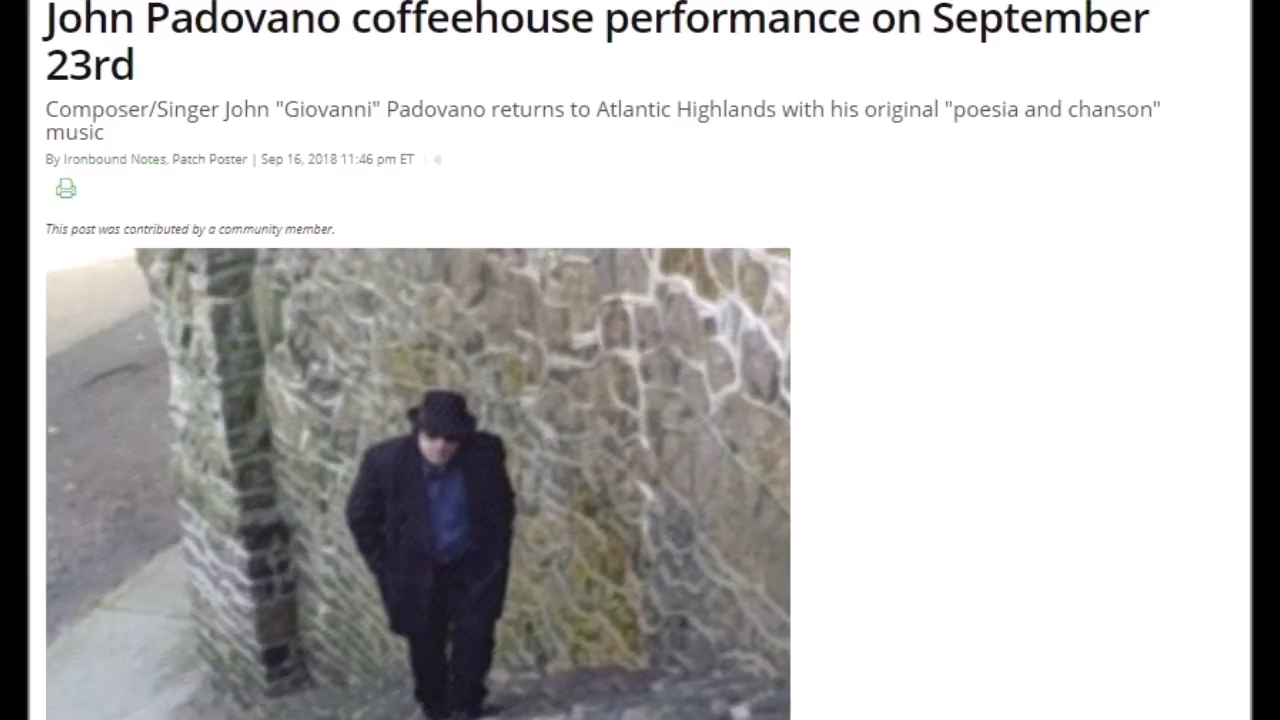 John Padovano coffeehouse performance on September
23rd
Composer/Singer John "Giovanni" Padovano returns to Atlantic Highlands with his original "poesia and chanson"
music
By Ironbound Notes, Patch Poster | Sep 16, 2018 11:46 pm ET
This post was contributed by a community member.